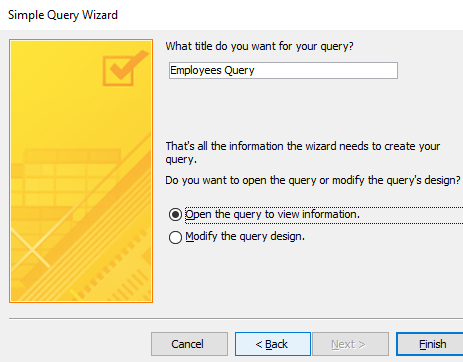 Simple Query Wizard
What title do you want for your query?
Employees Query
That's all the information the wizard needs to create your
query.
Do you want to open the query or modify the query's design?
Open the query to view information.
Modify the query design.
Cancel
< Back
Next >
Finish